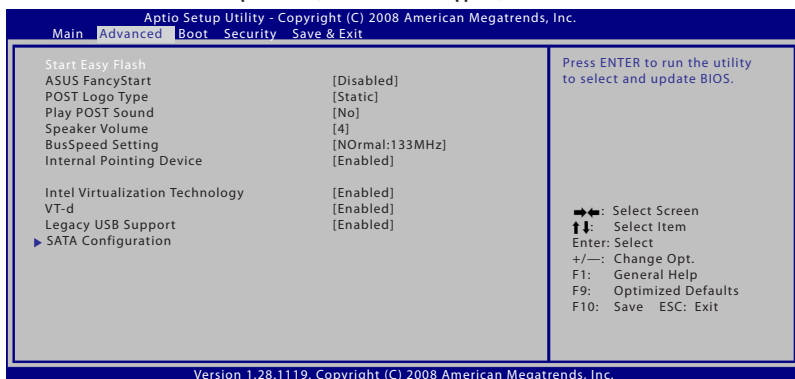 Aptio Setup Utility - Copyright (C) 2008 American Megatrends, Inc.
Main Advanced Boot Security Save & Exit
Start Easy Flash
ASUS FancyStart [Disabled]
POST Logo Type [Static]
Play POST Sound [No]
Speaker Volume [4]
BusSpeed Setting [NOrmal:133MHz]
Internal Pointing Device [Enabled]
Intel Virtualization Technology [Enabled]
VT-d [Enabled]
Legacy USB Support [Enabled]
SATA Configuration
Press ENTER to run the utility
to select and update BIOS.
→←: Select Screen
↑↓: Select Item
Enter: Select
+/—: Change Opt.
F1: General Help
F9: Optimized Defaults
F10: Save ESC: Exit
Version 1.28.1119. Copyright (C) 2008 American Megatrends, Inc.